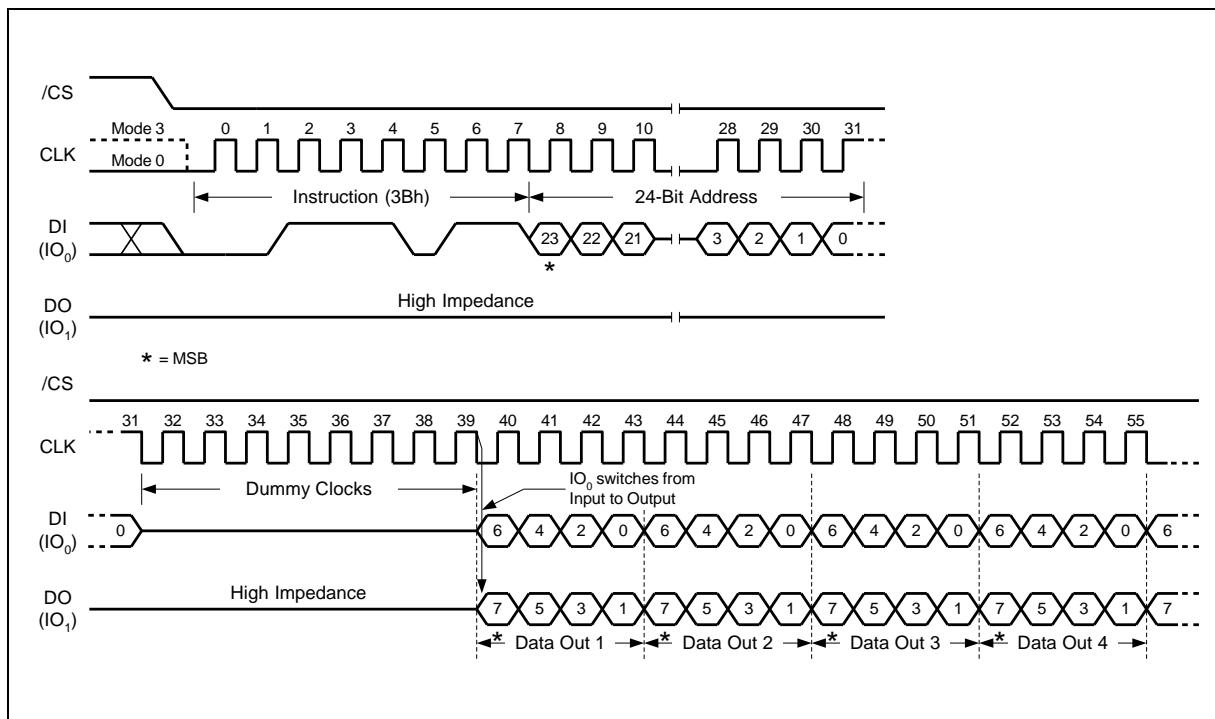 /CS
Mode 3 0 1 2 3 4 5 6 7 8 9 10 28 29 30 31
CLK
Mode 0
Instruction (3Bh) 24-Bit Address
DI
(IO₀)
23 22 21 3 2 1 0
*
DO
(IO₁)
High Impedance
* = MSB
/CS
31 32 33 34 35 36 37 38 39 40 41 42 43 44 45 46 47 48 49 50 51 52 53 54 55
CLK
Dummy Clocks
IO₀ switches from
Input to Output
DI
(IO₀)
0 6 4 2 0 6 4 2 0 6 4 2 0 6 4 2 0 6
DO
(IO₁)
High Impedance
7 5 3 1 7 5 3 1 7 5 3 1 7 5 3 1 7
* Data Out 1 * Data Out 2 * Data Out 3 * Data Out 4